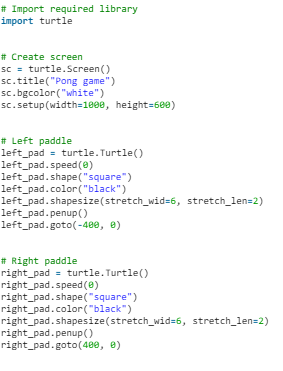 # Import required library
import turtle
# Create screen
sc = turtle.Screen()
sc.title("Pong game")
sc.bgcolor("white")
sc.setup(width=1000, height=600)
# Left paddle
left_pad = turtle.Turtle()
left_pad.speed(0)
left_pad.shape("square")
left_pad.color("black")
left_pad.shapesize(stretch_wid=6, stretch_len=2)
left_pad.penup()
left_pad.goto(-400, 0)
# Right paddle
right_pad = turtle.Turtle()
right_pad.speed(0)
right_pad.shape("square")
right_pad.color("black")
right_pad.shapesize(stretch_wid=6, stretch_len=2)
right_pad.penup()
right_pad.goto(400, 0)